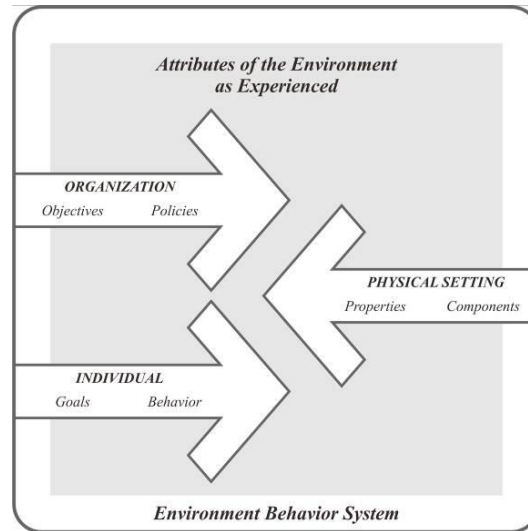 Attributes of the Environment
as Experienced
ORGANIZATION
Objectives Policies
PHYSICAL SETTING
Properties Components
INDIVIDUAL
Goals Behavior
Environment Behavior System